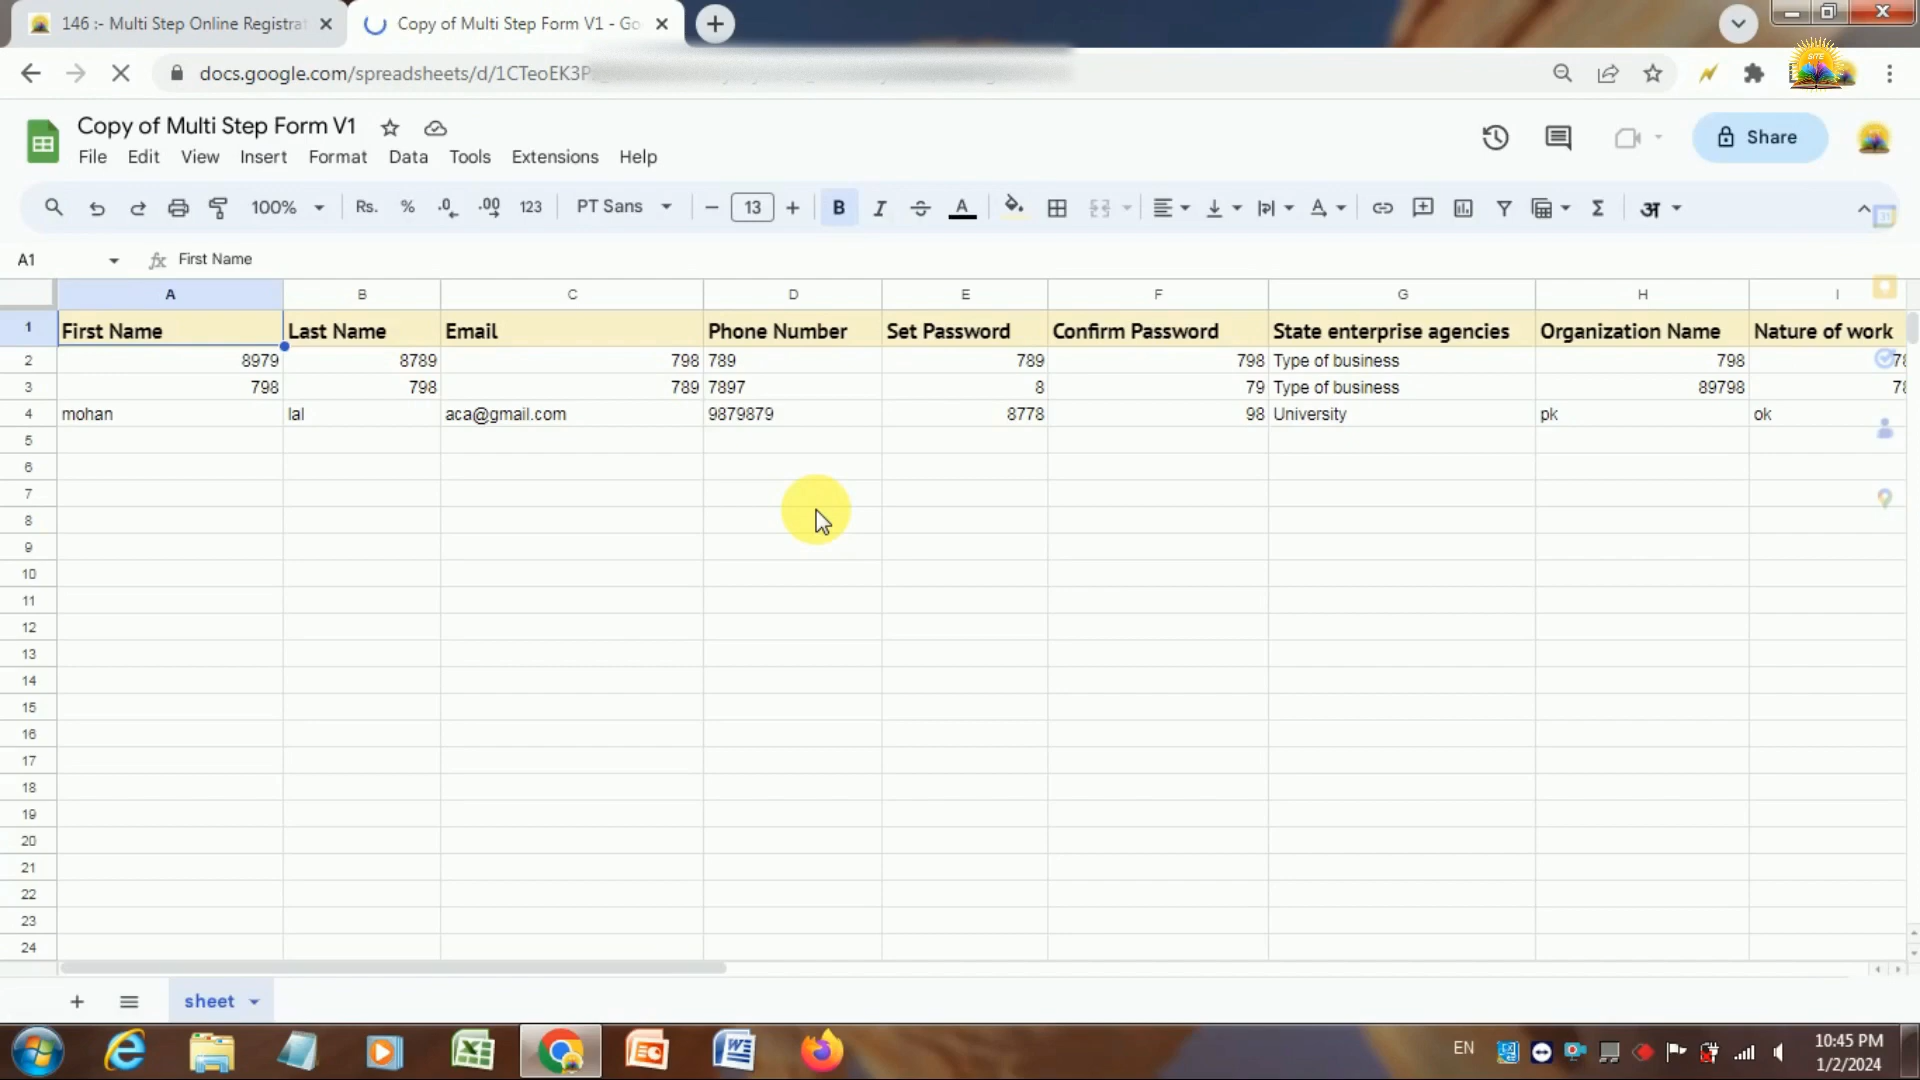 146 :- Multi Step Online Registrat
Copy of Multi Step Form V1 - Go
docs.google.com/spreadsheets/d/1CTeoEK3P
SITE
Copy of Multi Step Form V1
File Edit View Insert Format Data Tools Extensions Help
Share
100% Rs. % .0 .00 123 PT Sans 13 B I S A Σ अ
A1 fx First Name
A B C D E F G H I
1 First Name Last Name Email Phone Number Set Password Confirm Password State enterprise agencies Organization Name Nature of work
2 8979 8789 798 789 789 798 Type of business 798 78
3 798 798 789 7897 8 79 Type of business 89798 78
4 mohan lal aca@gmail.com 9879879 8778 98 University pk ok
5
6
7
8
9
10
11
12
13
14
15
16
17
18
19
20
21
22
23
24
sheet
EN 10:45 PM
1/2/2024